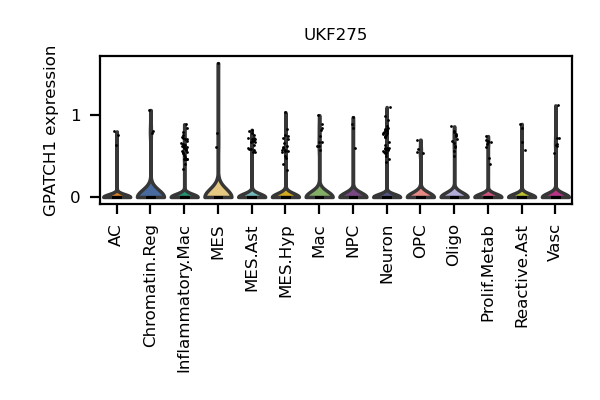 UKF275
GPATCH1 expression
1
0
AC
Chromatin.Reg
Inflammatory.Mac
MES
MES.Ast
MES.Hyp
Mac
NPC
Neuron
OPC
Oligo
Prolif.Metab
Reactive.Ast
Vasc